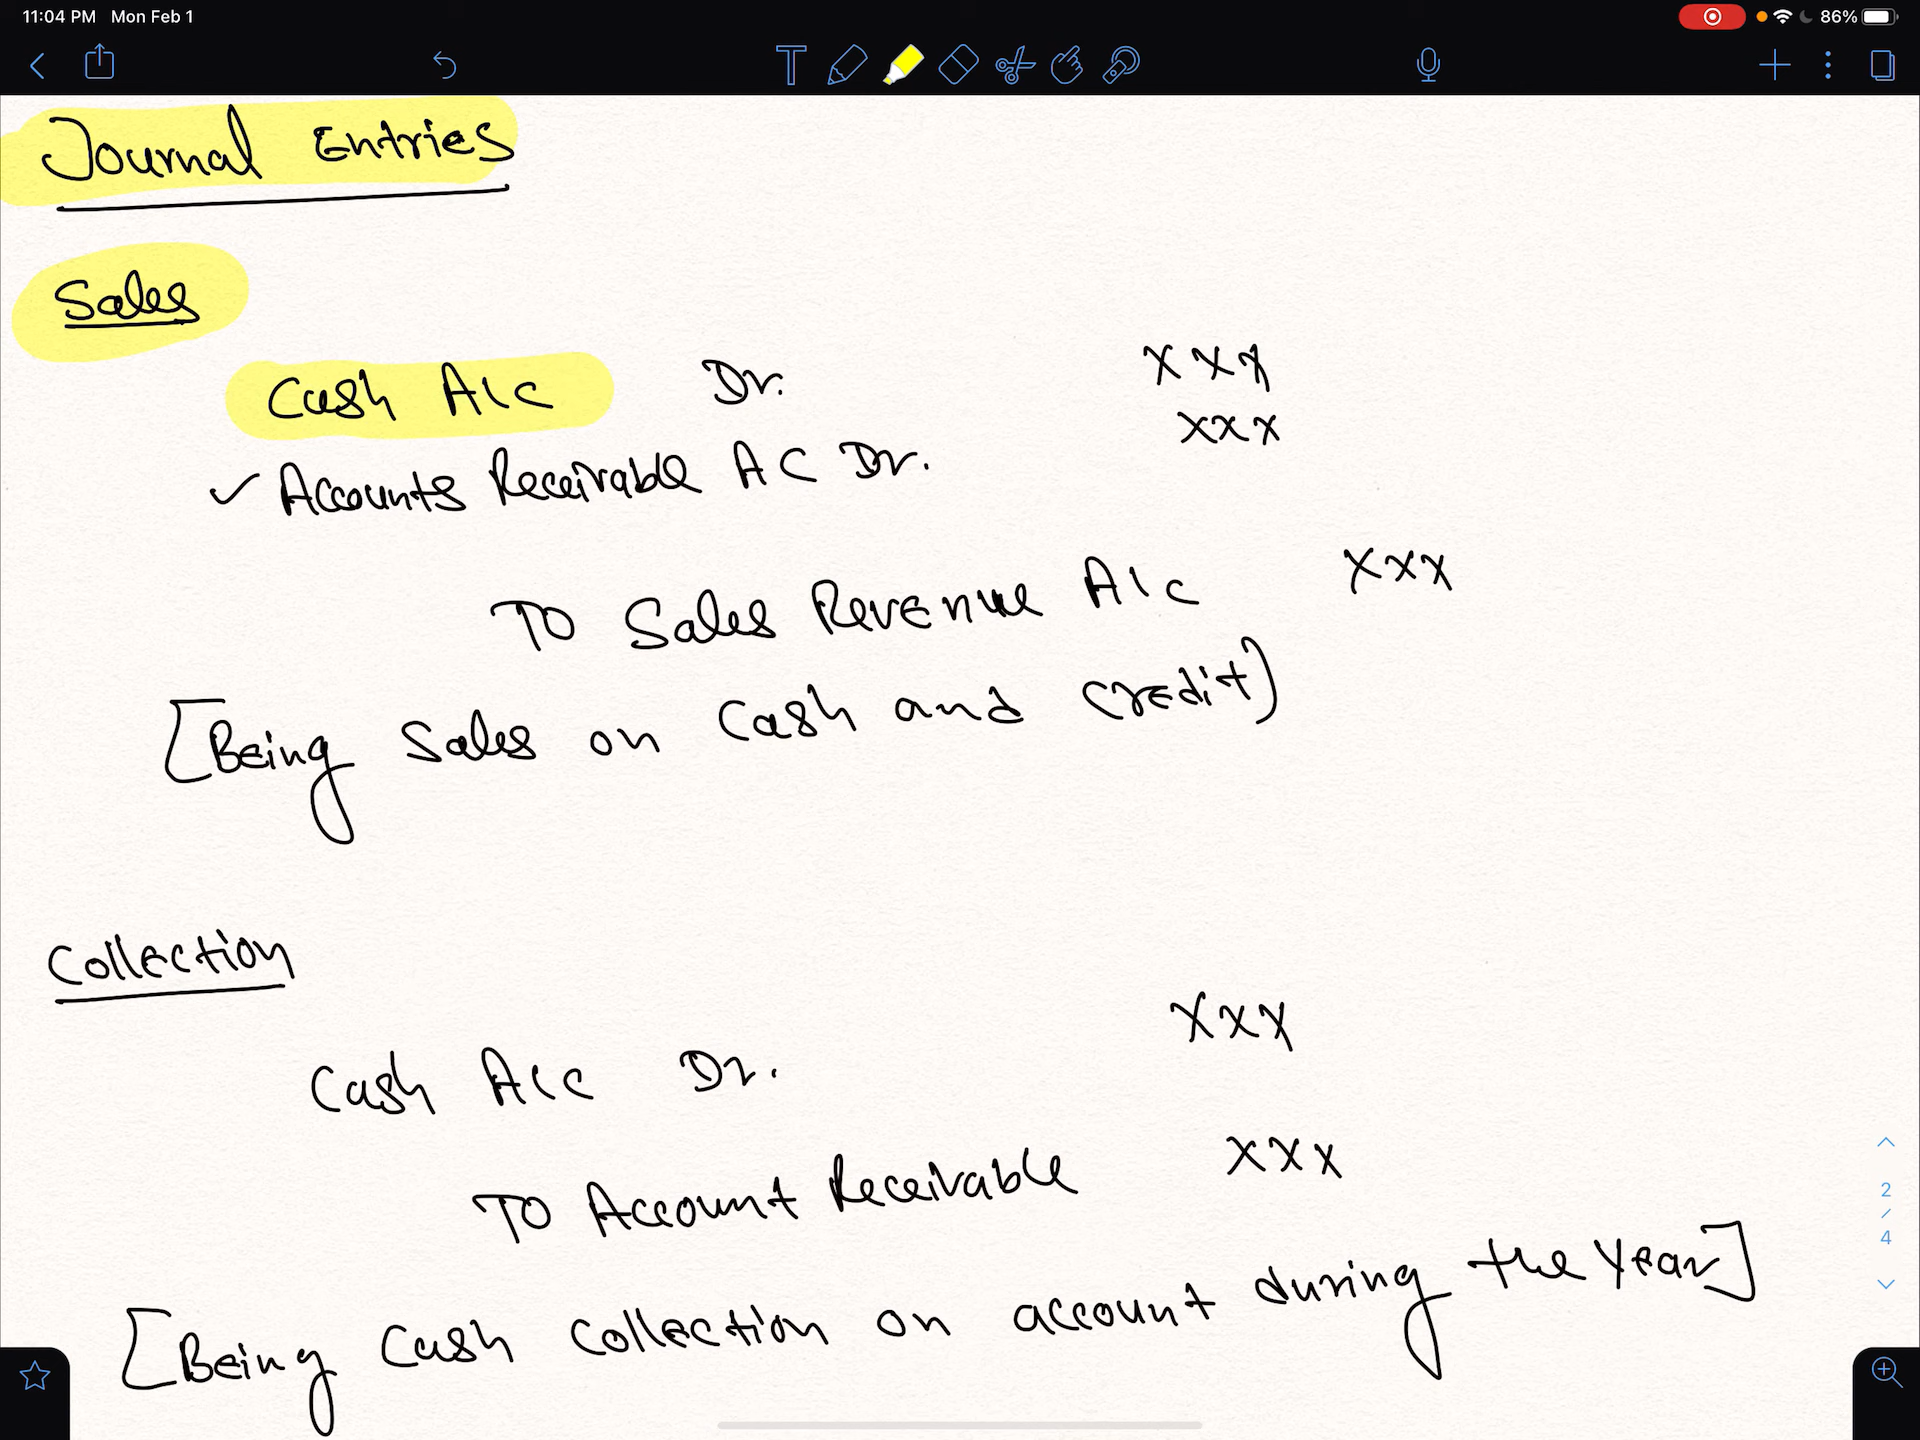 11:04 PM Mon Feb 1
86%
Journal Entries
Sales
Cash A/c Dr. xxx
✓ Accounts Receivable AC Dr. xxx
To Sales Revenue A/c xxx
[Being Sales on Cash and Credit]
Collection
Cash A/c Dr. xxx
To Account Receivable xxx
[Being Cash Collection on account during the Year]
2
/
4